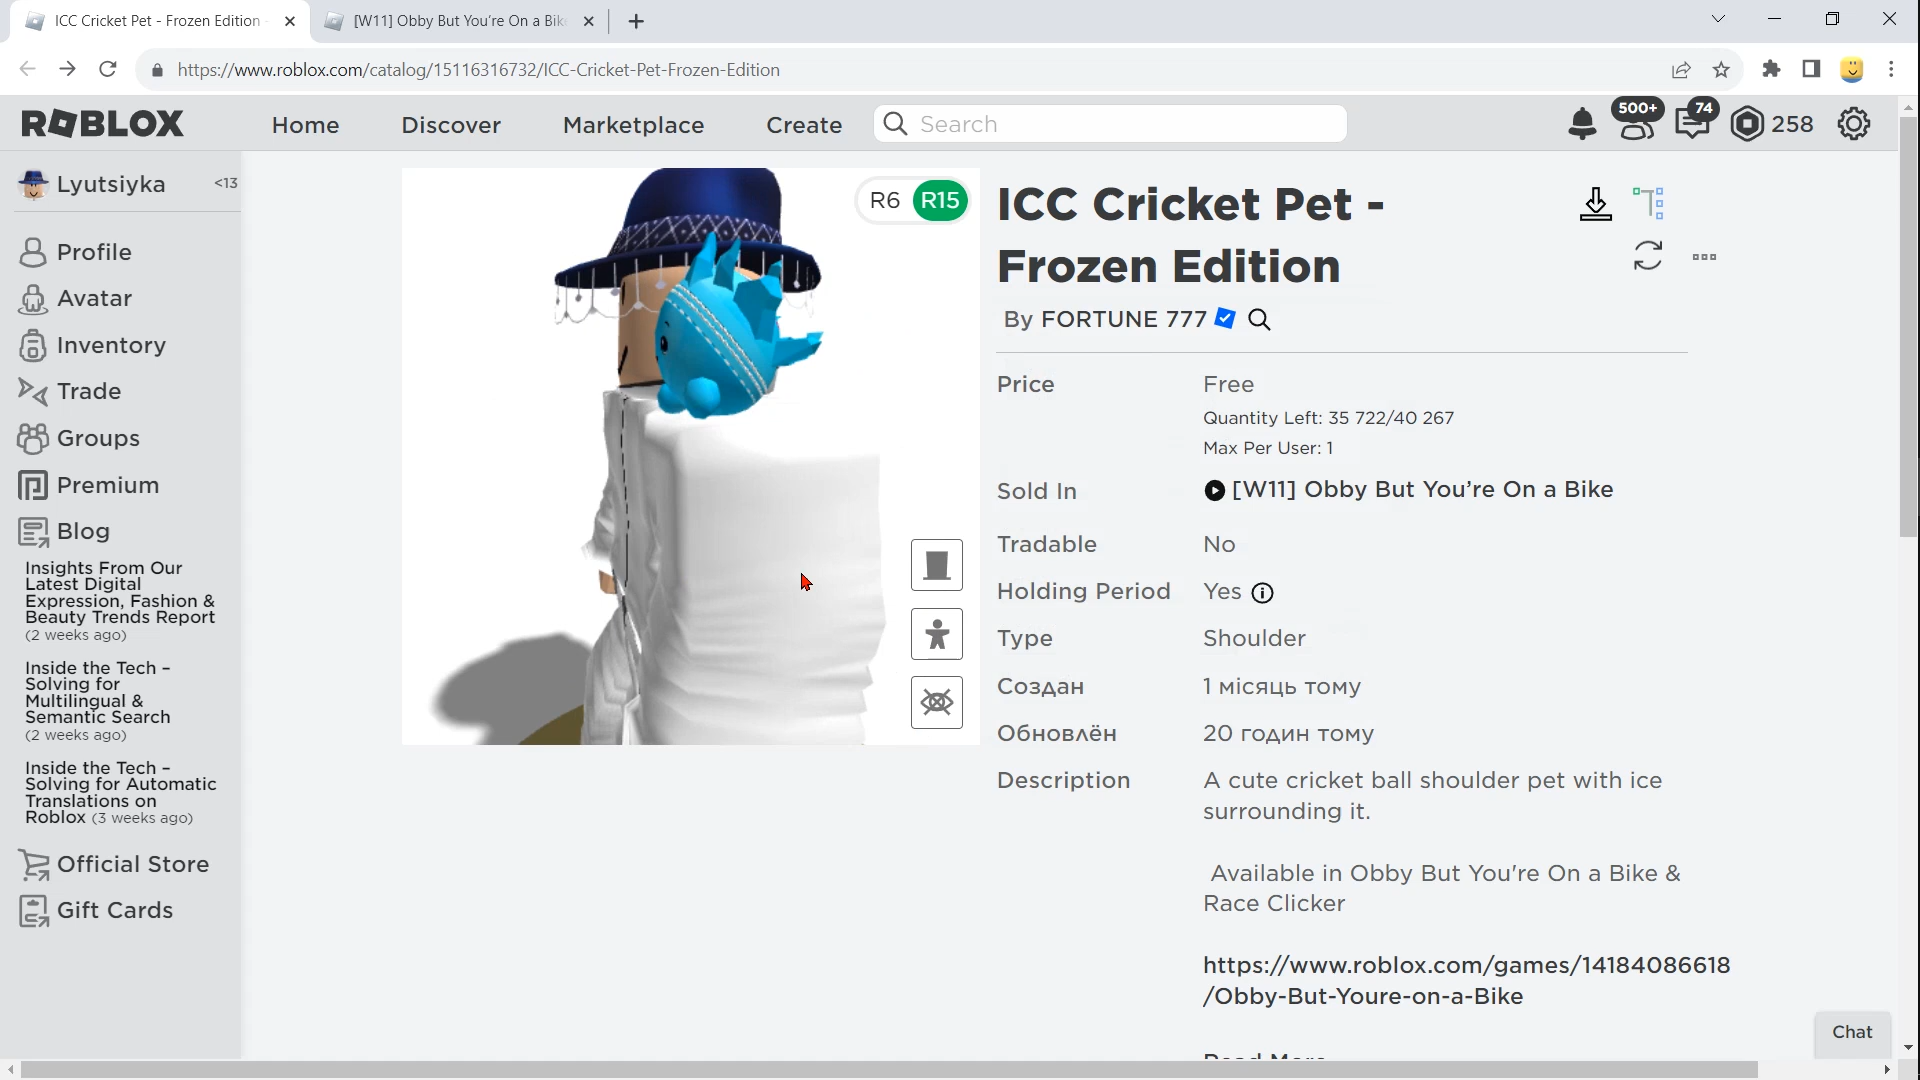 ICC Cricket Pet - Frozen Edition -
[W11] Obby But You're On a Bik
https://www.roblox.com/catalog/15116316732/ICC-Cricket-Pet-Frozen-Edition
ROBLOX
Home
Discover
Marketplace
Create
Search
500+
74
258
Lyutsiyka
<13
Profile
Avatar
Inventory
Trade
Groups
Premium
Blog
Insights From Our
Latest Digital
Expression, Fashion &
Beauty Trends Report
(2 weeks ago)
Inside the Tech -
Solving for
Multilingual &
Semantic Search
(2 weeks ago)
Inside the Tech -
Solving for Automatic
Translations on
Roblox (3 weeks ago)
Official Store
Gift Cards
R6 R15
ICC Cricket Pet -
Frozen Edition
By FORTUNE 777
Price
Free
Quantity Left: 35 722/40 267
Max Per User: 1
Sold In
[W11] Obby But You’re On a Bike
Tradable
No
Holding Period
Yes
Type
Shoulder
Создан
1 місяць тому
Обновлён
20 годин тому
Description
A cute cricket ball shoulder pet with ice
surrounding it.
Available in Obby But You're On a Bike &
Race Clicker
https://www.roblox.com/games/14184086618
/Obby-But-Youre-on-a-Bike
Read More
Chat